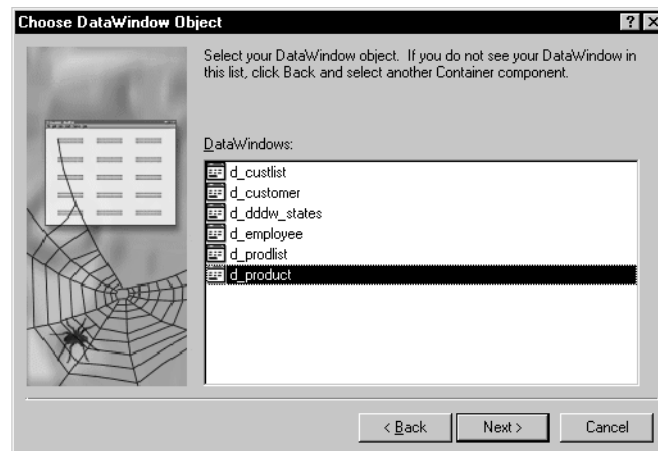 Choose DataWindow Object
Select your DataWindow object. If you do not see your DataWindow in
this list, click Back and select another Container component.
DataWindows:
d_custlist
d_customer
d_dddw_states
d_employee
d_prodlist
d_product
< Back
Next >
Cancel